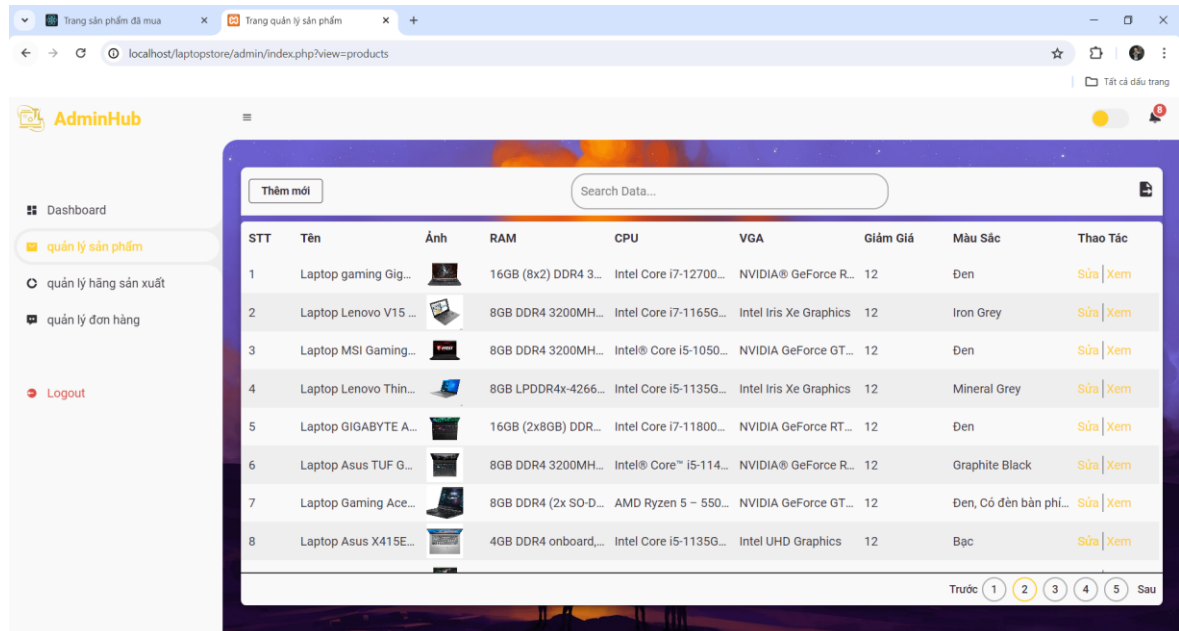 Trang sản phẩm đã mua
Trang quản lý sản phẩm
localhost/laptopstore/admin/index.php?view=products
Tất cả dấu trang
AdminHub
8
Thêm mới
Search Data...
Dashboard
quản lý sản phẩm
quản lý hãng sản xuất
quản lý đơn hàng
Logout
STT Tên Ảnh RAM CPU VGA Giảm Giá Màu Sắc Thao Tác
1 Laptop gaming Gig... 16GB (8x2) DDR4 3... Intel Core i7-12700... NVIDIA® GeForce R... 12 Đen Sửa Xem
2 Laptop Lenovo V15 ... 8GB DDR4 3200MH... Intel Core i7-1165G... Intel Iris Xe Graphics 12 Iron Grey Sửa Xem
3 Laptop MSI Gaming... 8GB DDR4 3200MH... Intel® Core i5-1050... NVIDIA GeForce GT... 12 Đen Sửa Xem
4 Laptop Lenovo Thin... 8GB LPDDR4x-4266... Intel Core i5-1135G... Intel Iris Xe Graphics 12 Mineral Grey Sửa Xem
5 Laptop GIGABYTE A... 16GB (2x8GB) DDR... Intel Core i7-11800... NVIDIA GeForce RT... 12 Đen Sửa Xem
6 Laptop Asus TUF G... 8GB DDR4 3200MH... Intel® Core™ i5-114... NVIDIA® GeForce R... 12 Graphite Black Sửa Xem
7 Laptop Gaming Ace... 8GB DDR4 (2x SO-D... AMD Ryzen 5 – 550... NVIDIA GeForce GT... 12 Đen, Có đèn bàn phí... Sửa Xem
8 Laptop Asus X415E... 4GB DDR4 onboard,... Intel Core i5-1135G... Intel UHD Graphics 12 Bạc Sửa Xem
Trước 1 2 3 4 5 Sau